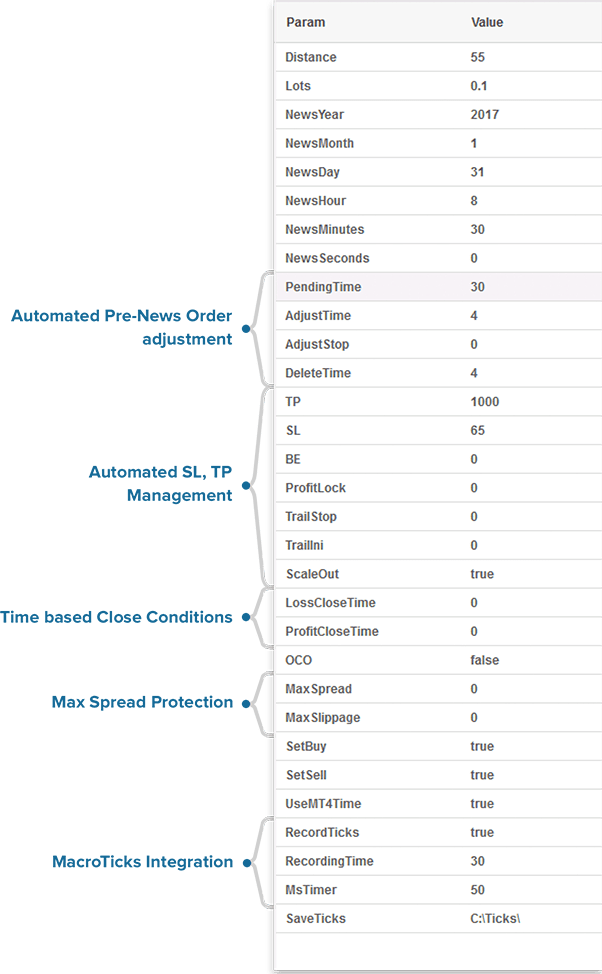 Param Value
Distance 55
Lots 0.1
NewsYear 2017
NewsMonth 1
NewsDay 31
NewsHour 8
NewsMinutes 30
NewsSeconds 0
PendingTime 30
Automated Pre-News Order
adjustment
AdjustTime 4
AdjustStop 0
DeleteTime 4
TP 1000
SL 65
BE 0
Automated SL, TP
Management
ProfitLock 0
TrailStop 0
TrailIni 0
ScaleOut true
LossCloseTime 0
Time based Close Conditions
ProfitCloseTime 0
OCO false
MaxSpread 0
Max Spread Protection
MaxSlippage 0
SetBuy true
SetSell true
UseMT4Time true
RecordTicks true
MacroTicks Integration
RecordingTime 30
MsTimer 50
SaveTicks C:\Ticks\